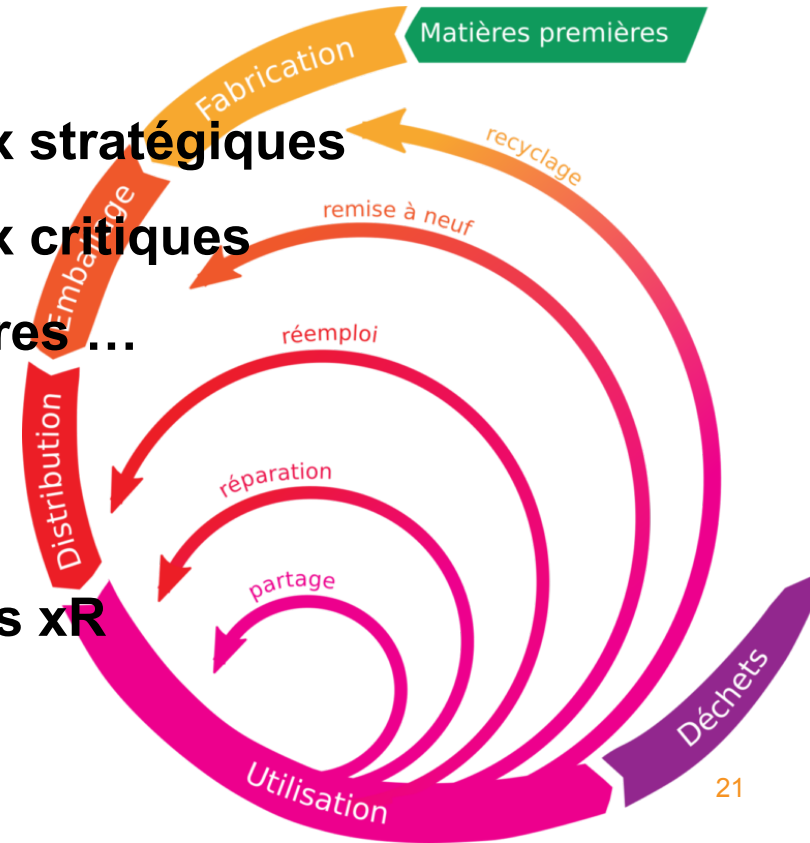 Matières premières
Fabrication
x stratégiques
recyclage
Emballage
remise à neuf
x critiques
res ...
réemploi
Distribution
réparation
partage
s xR
Déchets
Utilisation
21